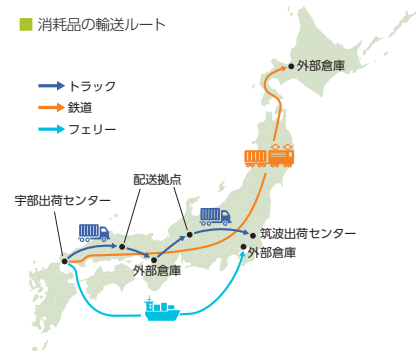 消耗品の輸送ルート
外部倉庫
トラック
鉄道
フェリー
配送拠点
宇部出荷センター
筑波出荷センター
外部倉庫
外部倉庫